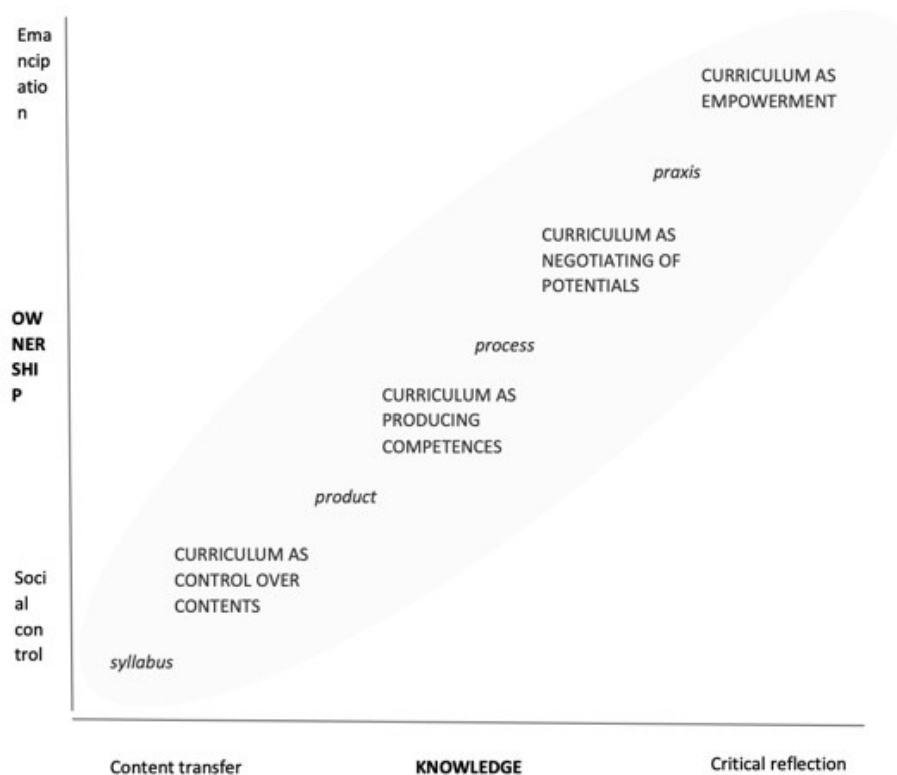 Ema
ncip
atio
n
CURRICULUM AS
EMPOWERMENT
praxis
CURRICULUM AS
NEGOTIATING OF
POTENTIALS
OW
NER
SHI
P
process
CURRICULUM AS
PRODUCING
COMPETENCES
product
CURRICULUM AS
CONTROL OVER
CONTENTS
Soci
al
con
trol
syllabus
Content transfer
KNOWLEDGE
Critical reflection